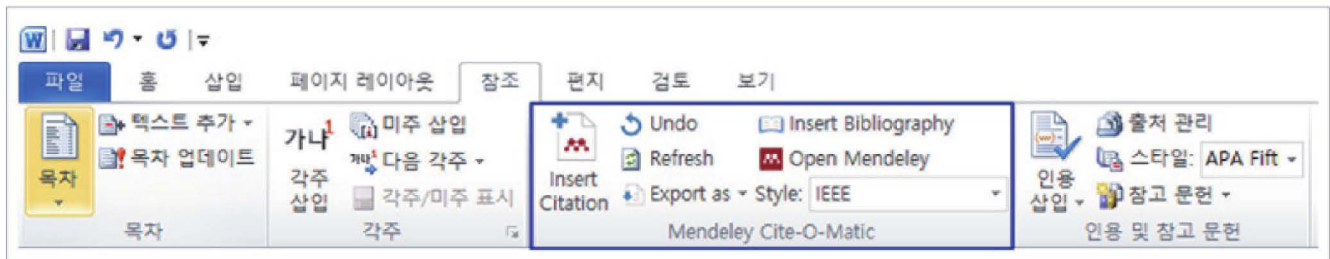 파일 홈 삽입 페이지 레이아웃 참조 편지 검토 보기
목차
텍스트 추가
목차 업데이트
목차
가나1
각주
삽입
미주 삽입
다음 각주
각주/미주 표시
각주
Insert
Citation
Undo
Refresh
Export as
Insert Bibliography
Open Mendeley
Style: IEEE
Mendeley Cite-O-Matic
인용
삽입
출처 관리
스타일: APA Fift
참고 문헌
인용 및 참고 문헌